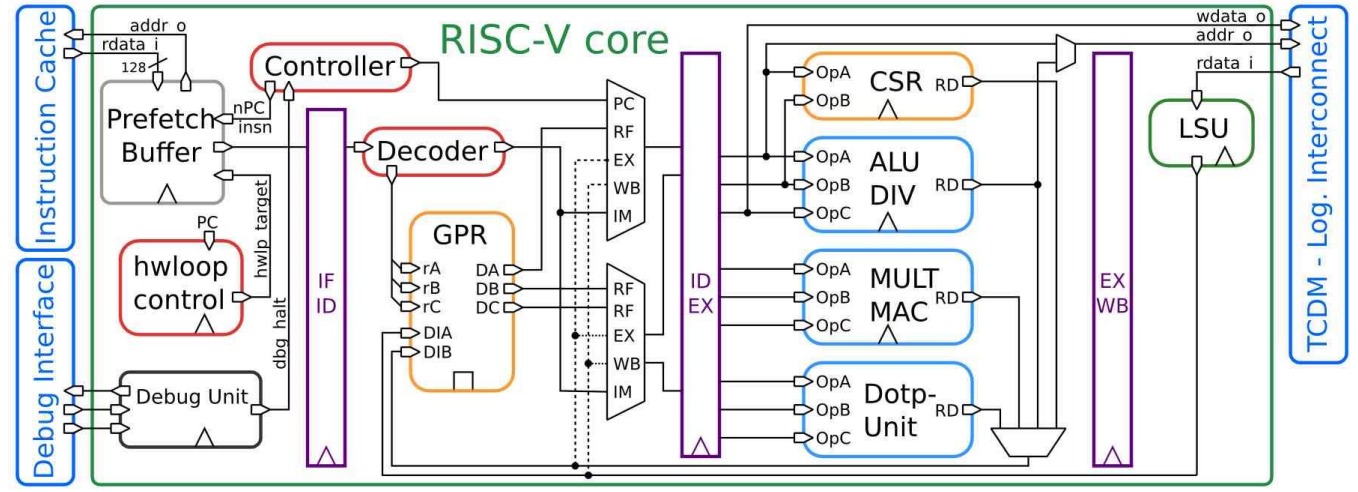 RISC-V core
Instruction Cache
addr_o
rdata_i
128
Prefetch
Buffer
nPC
insn
Controller
Decoder
PC
hwloop
control
hwlp_target
Debug Interface
Debug Unit
dbg_halt
IF
ID
GPR
rA
rB
rC
DIA
DIB
DA
DB
DC
PC
RF
EX
WB
IM
RF
RF
EX
WB
IM
ID
EX
OpA
OpB
CSR
RD
OpA
OpB
OpC
ALU
DIV
RD
OpA
OpB
OpC
MULT
MAC
RD
OpA
OpB
OpC
Dotp-
Unit
RD
EX
WB
wdata_o
addr_o
rdata_i
LSU
TCDM - Log. Interconnect